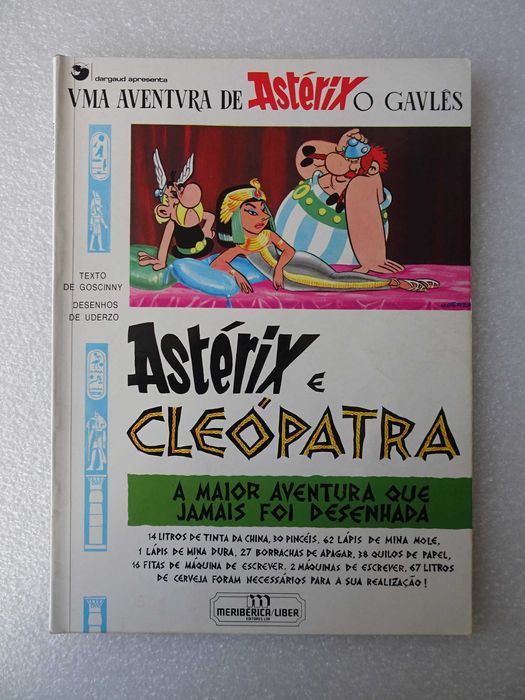 dargaud apresenta
VMA AVENTVRA DE Astérix O GAVLÊS
TEXTO
DE GOSCINNY
DESENHOS
DE UDERZO
UDERZO
Astérix E
CLEÓPATRA
A MAIOR AVENTURA QUE
JAMAIS FOI DESENHADA
14 LITROS DE TINTA DA CHINA, 30 PINCÉIS, 62 LÁPIS DE MINA MOLE,
1 LÁPIS DE MINA DURA, 27 BORRACHAS DE APAGAR, 38 QUILOS DE PAPEL,
16 FITAS DE MÁQUINA DE ESCREVER, 2 MÁQUINAS DE ESCREVER, 67 LITROS
DE CERVEJA FORAM NECESSÁRIOS PARA A SUA REALIZAÇÃO!
MERIBÉRICA/LIBER
EDITORES LDA